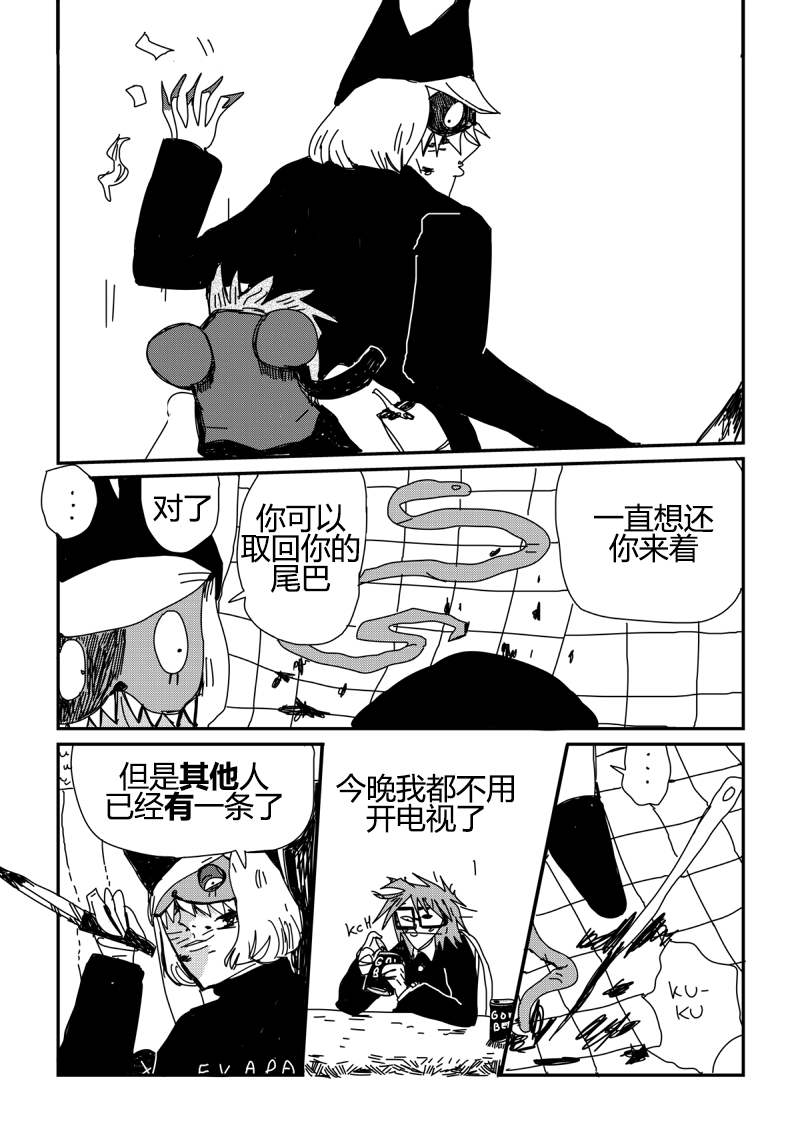 …
对了
你可以
取回你的
尾巴
一直想还
你来着
但是其他人
已经有一条了
今晚我都不用
开电视了
KCH
…
KU-
KU